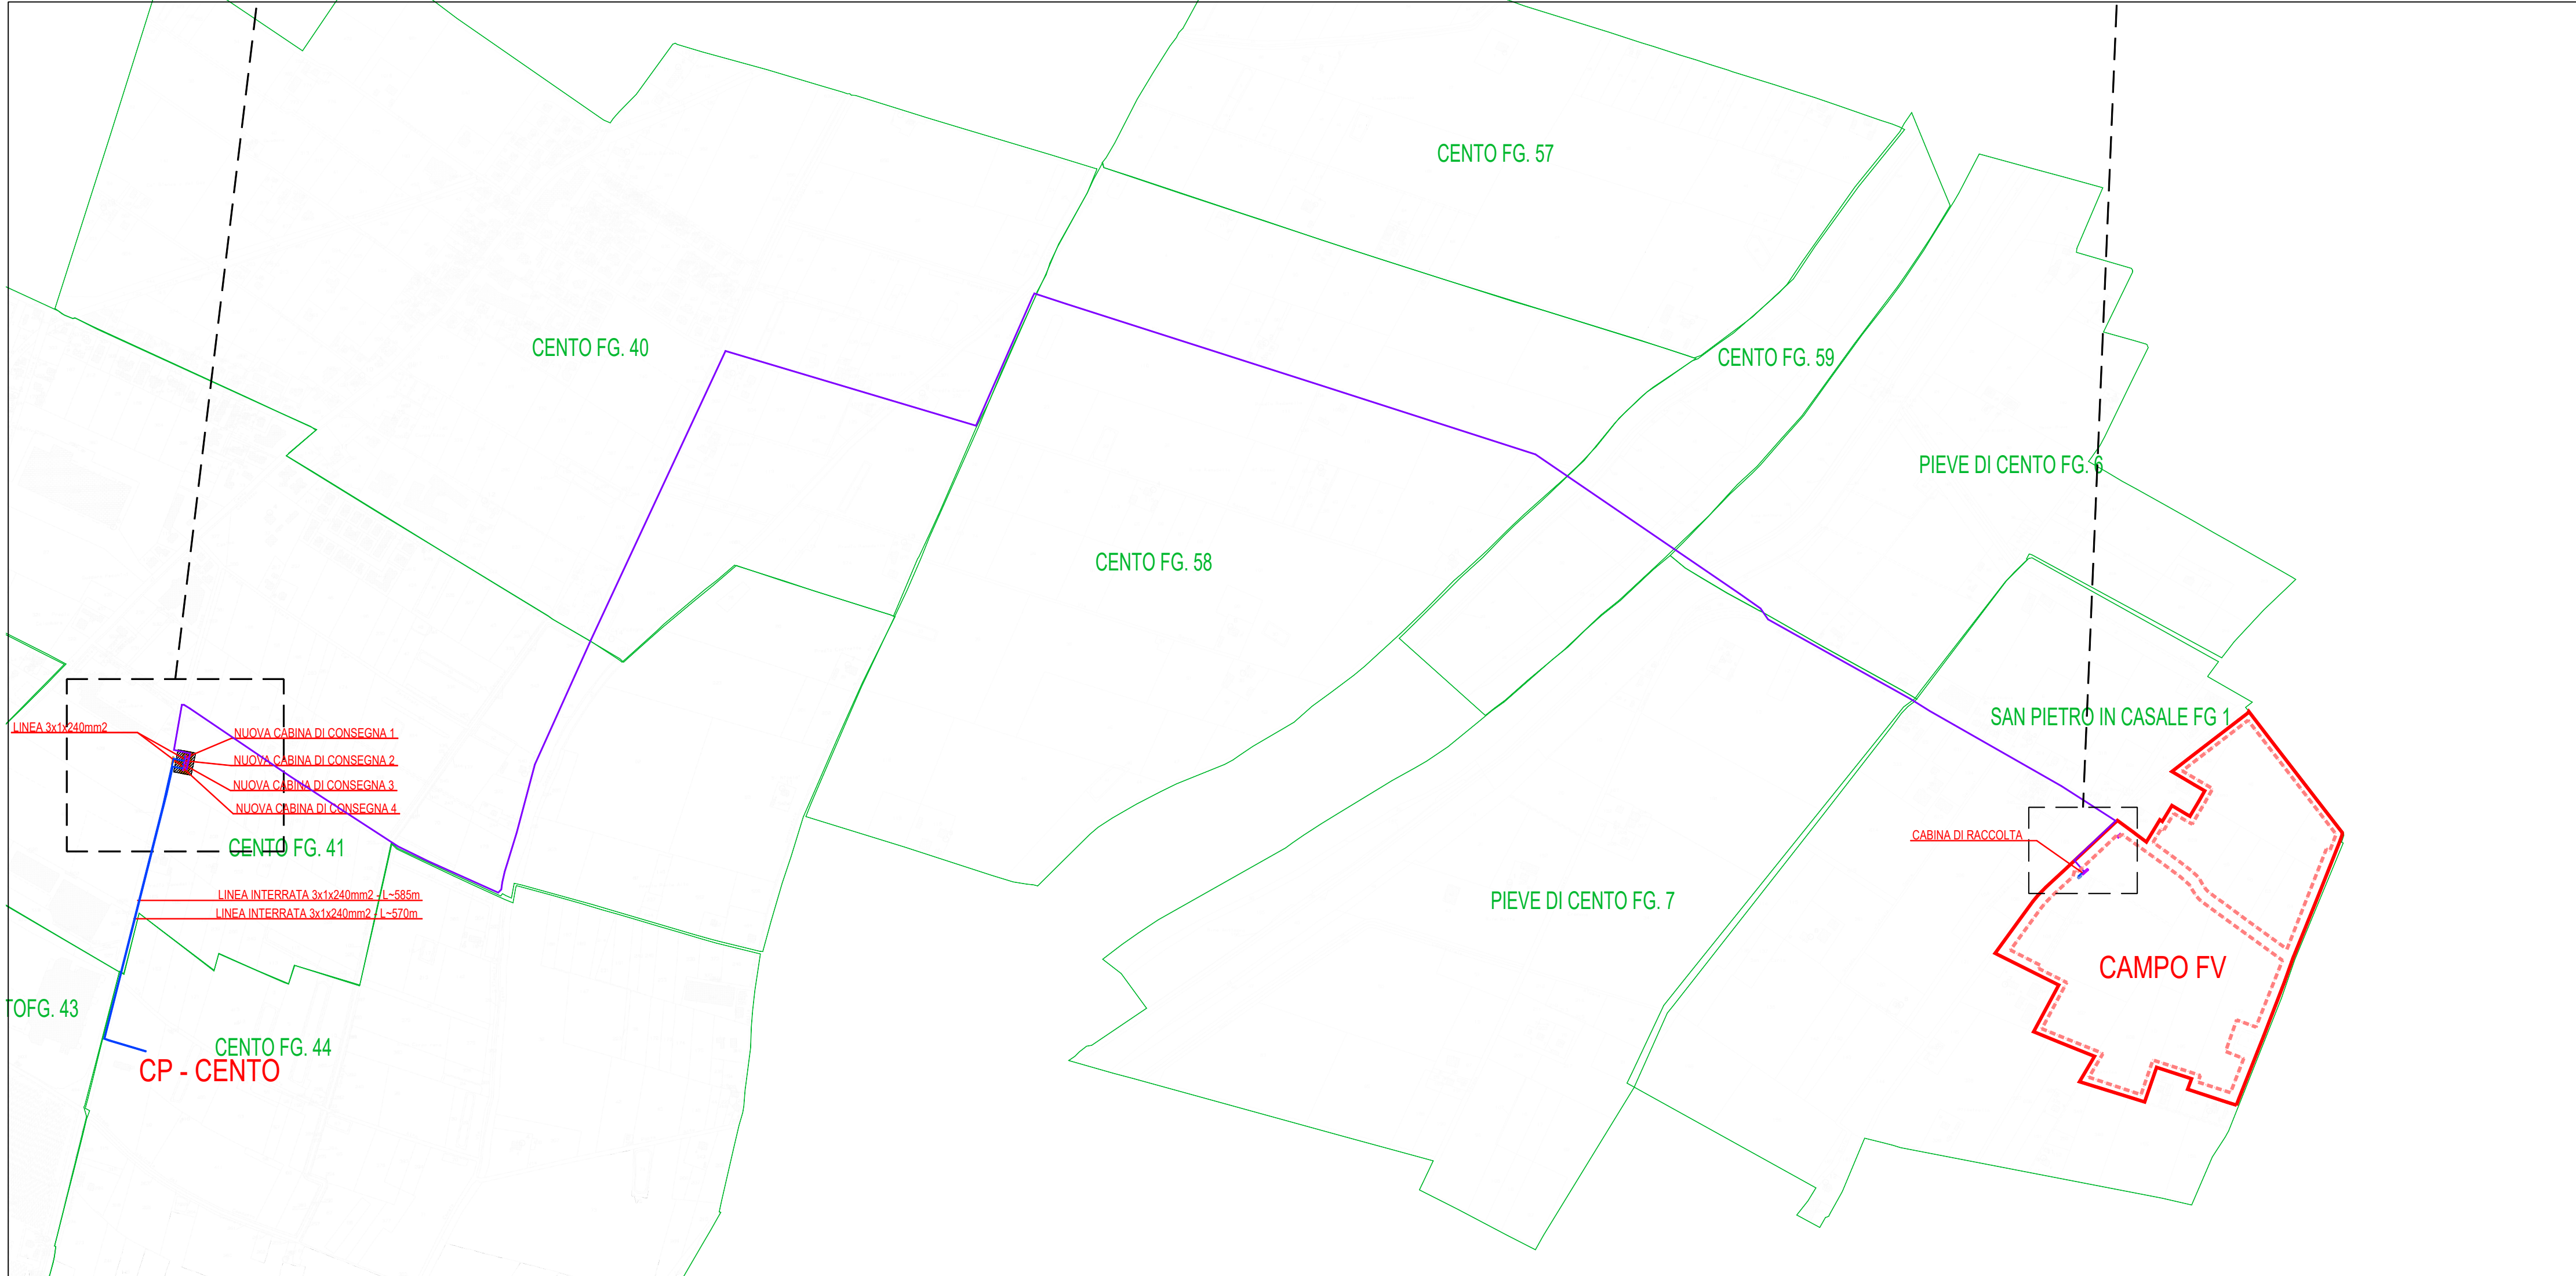 CENTO FG. 57
CENTO FG. 40
CENTO FG. 59
PIEVE DI CENTO FG. 6
CENTO FG. 58
SAN PIETRO IN CASALE FG 1
LINEA 3x1x240mm2
NUOVA CABINA DI CONSEGNA 1
NUOVA CABINA DI CONSEGNA 2
NUOVA CABINA DI CONSEGNA 3
NUOVA CABINA DI CONSEGNA 4
CABINA DI RACCOLTA
CENTO FG. 41
LINEA INTERRATA 3x1x240mm2 - L~585m
LINEA INTERRATA 3x1x240mm2 - L~570m
PIEVE DI CENTO FG. 7
CAMPO FV
TOFG. 43
CENTO FG. 44
CP - CENTO